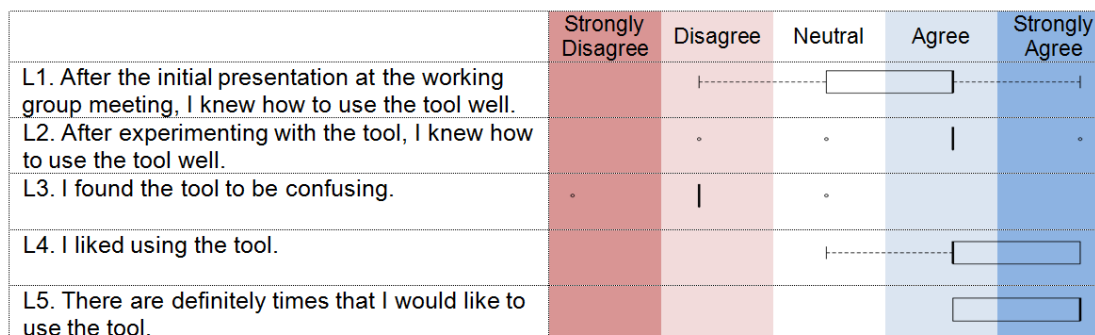 Strongly Disagree Disagree Neutral Agree Strongly Agree
L1. After the initial presentation at the working
group meeting, I knew how to use the tool well.
L2. After experimenting with the tool, I knew how
to use the tool well.
L3. I found the tool to be confusing.
L4. I liked using the tool.
L5. There are definitely times that I would like to
use the tool.